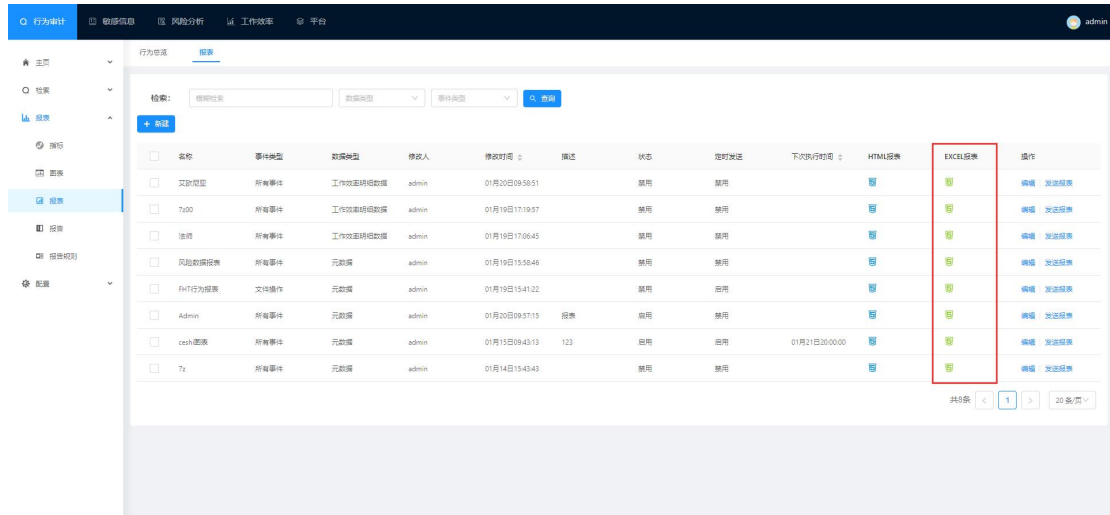 行为审计 敏感信息 风险分析 工作效率 平台 admin
行为总览 报表
主页
检索
报表
指标
图表
报表
报告
报告规则
配置
检索： 模糊检索 数据类型 事件类型 查询
+ 新建
名称 事件类型 数据类型 修改人 修改时间 描述 状态 定时发送 下次执行时间 HTML报表 EXCEL报表 操作
艾欧尼亚 所有事件 工作效率明细数据 admin 01月20日09:58:51 禁用 禁用 编辑 发送报表
7z00 所有事件 工作效率明细数据 admin 01月19日17:19:57 禁用 禁用 编辑 发送报表
法师 所有事件 工作效率明细数据 admin 01月19日17:06:45 禁用 禁用 编辑 发送报表
风险数据报表 所有事件 元数据 admin 01月19日15:58:46 禁用 禁用 编辑 发送报表
FHT行为报表 文件操作 元数据 admin 01月19日15:41:22 禁用 启用 编辑 发送报表
Admin 所有事件 元数据 admin 01月20日09:57:15 报表 启用 禁用 编辑 发送报表
ceshi图表 所有事件 元数据 admin 01月15日09:43:13 123 启用 启用 01月21日20:00:00 编辑 发送报表
7z 所有事件 元数据 admin 01月14日15:43:43 禁用 禁用 编辑 发送报表
共8条 < 1 > 20 条/页